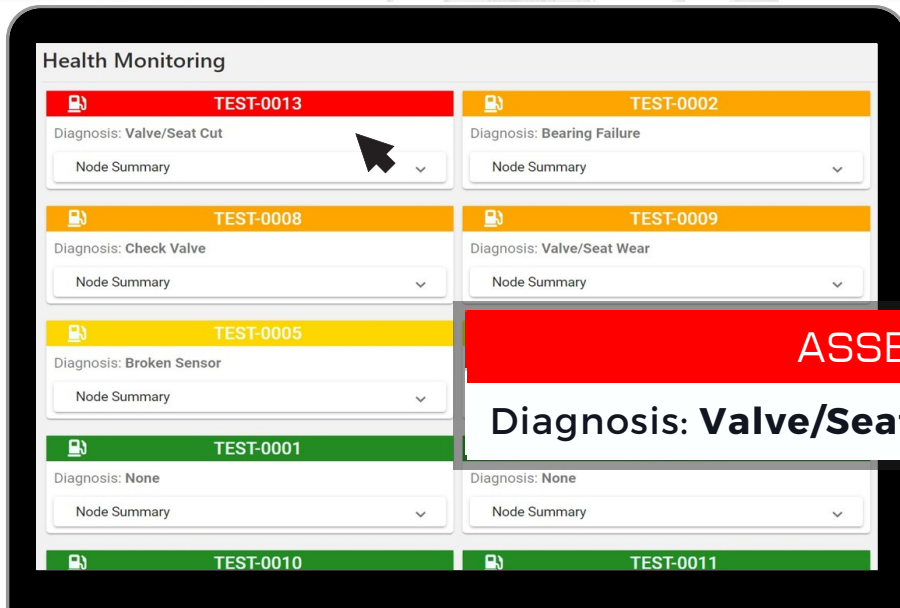 Health Monitoring
TEST-0013
Diagnosis: Valve/Seat Cut
Node Summary
TEST-0002
Diagnosis: Bearing Failure
Node Summary
TEST-0008
Diagnosis: Check Valve
Node Summary
TEST-0009
Diagnosis: Valve/Seat Wear
Node Summary
TEST-0005
Diagnosis: Broken Sensor
Node Summary
ASSE
Diagnosis: Valve/Seat
TEST-0001
Diagnosis: None
Node Summary
Diagnosis: None
Node Summary
TEST-0010
TEST-0011